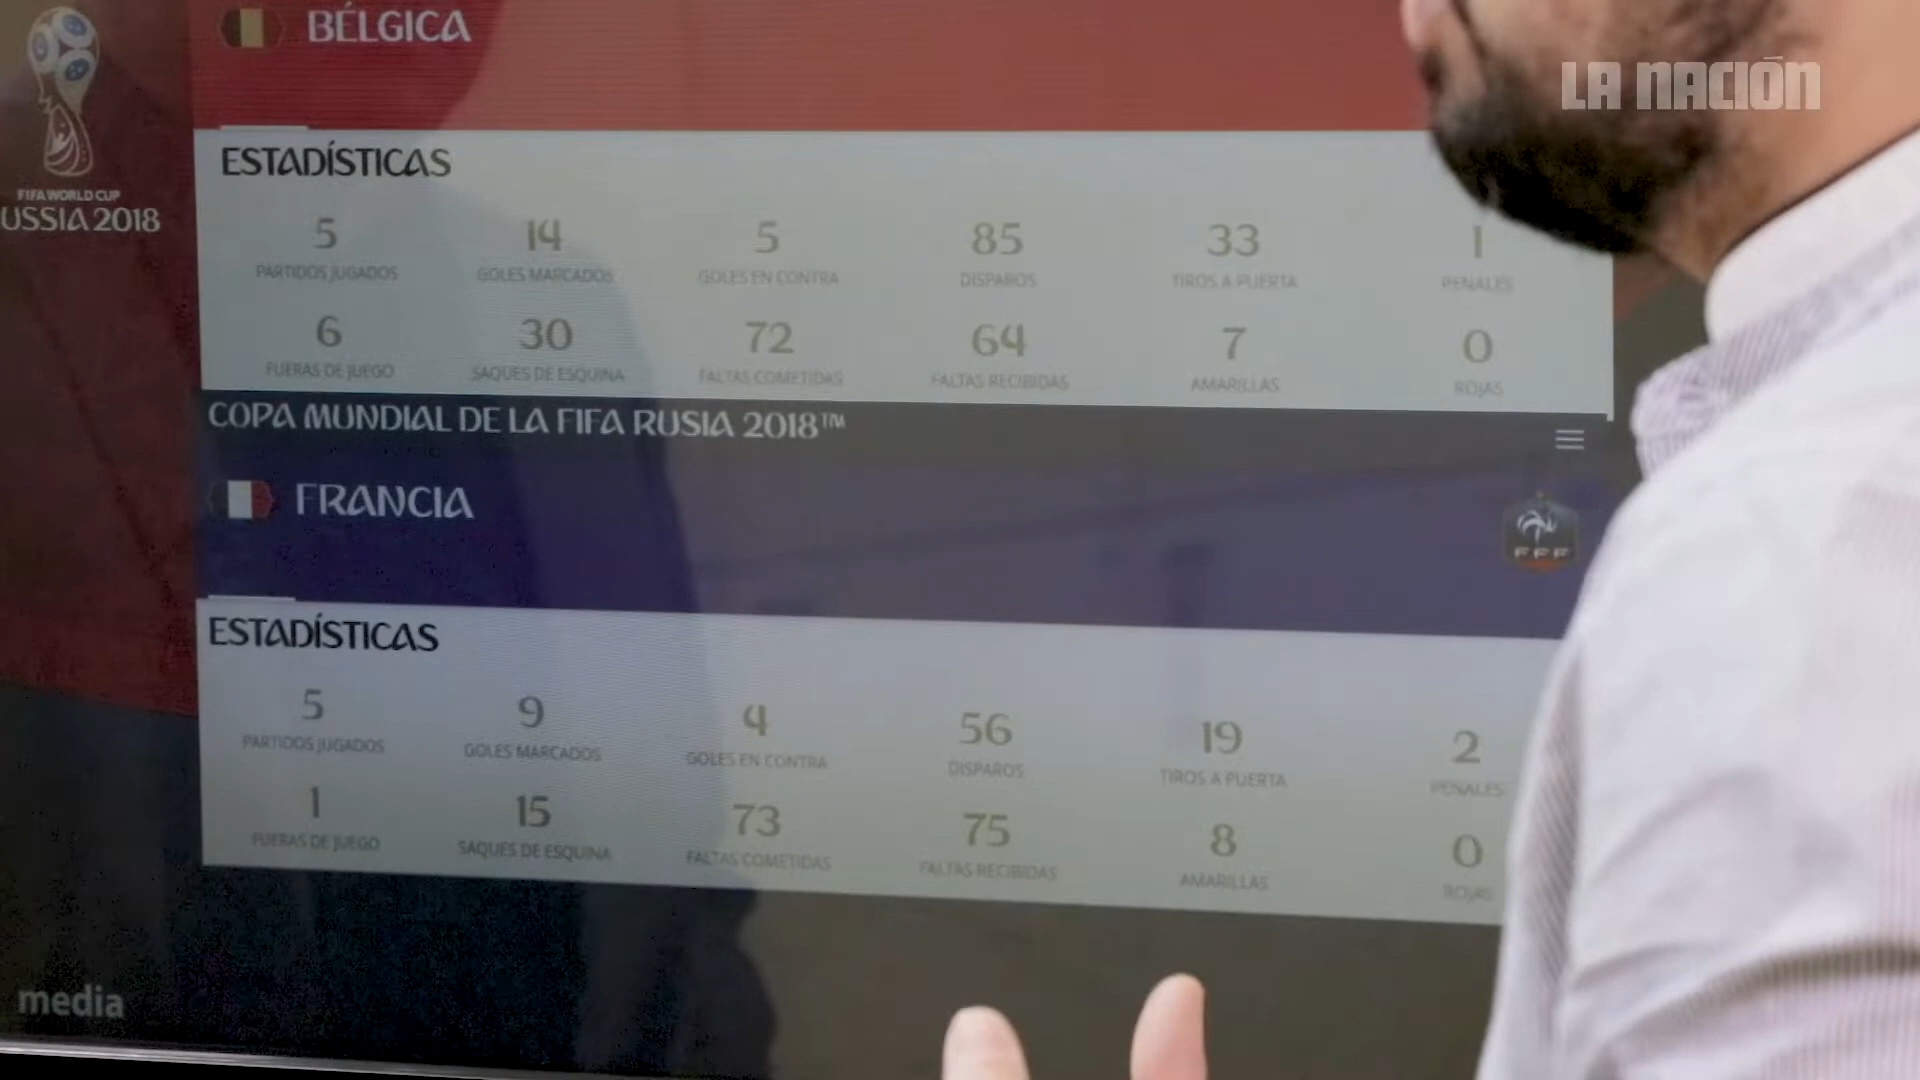 BÉLGICA
LA NACIÓN
ESTADÍSTICAS
5 14 5 85 33 1
PARTIDOS JUGADOS GOLES MARCADOS GOLES EN CONTRA DISPAROS TIROS A PUERTA PENALES
6 30 72 64 7 0
FUERAS DE JUEGO SAQUES DE ESQUINA FALTAS COMETIDAS FALTAS RECIBIDAS AMARILLAS ROJAS
FIFA WORLD CUP
USSIA 2018
COPA MUNDIAL DE LA FIFA RUSIA 2018™
FRANCIA
FFF
ESTADÍSTICAS
5 9 4 56 19 2
PARTIDOS JUGADOS GOLES MARCADOS GOLES EN CONTRA DISPAROS TIROS A PUERTA PENALES
1 15 73 75 8 0
FUERAS DE JUEGO SAQUES DE ESQUINA FALTAS COMETIDAS FALTAS RECIBIDAS AMARILLAS ROJAS
media